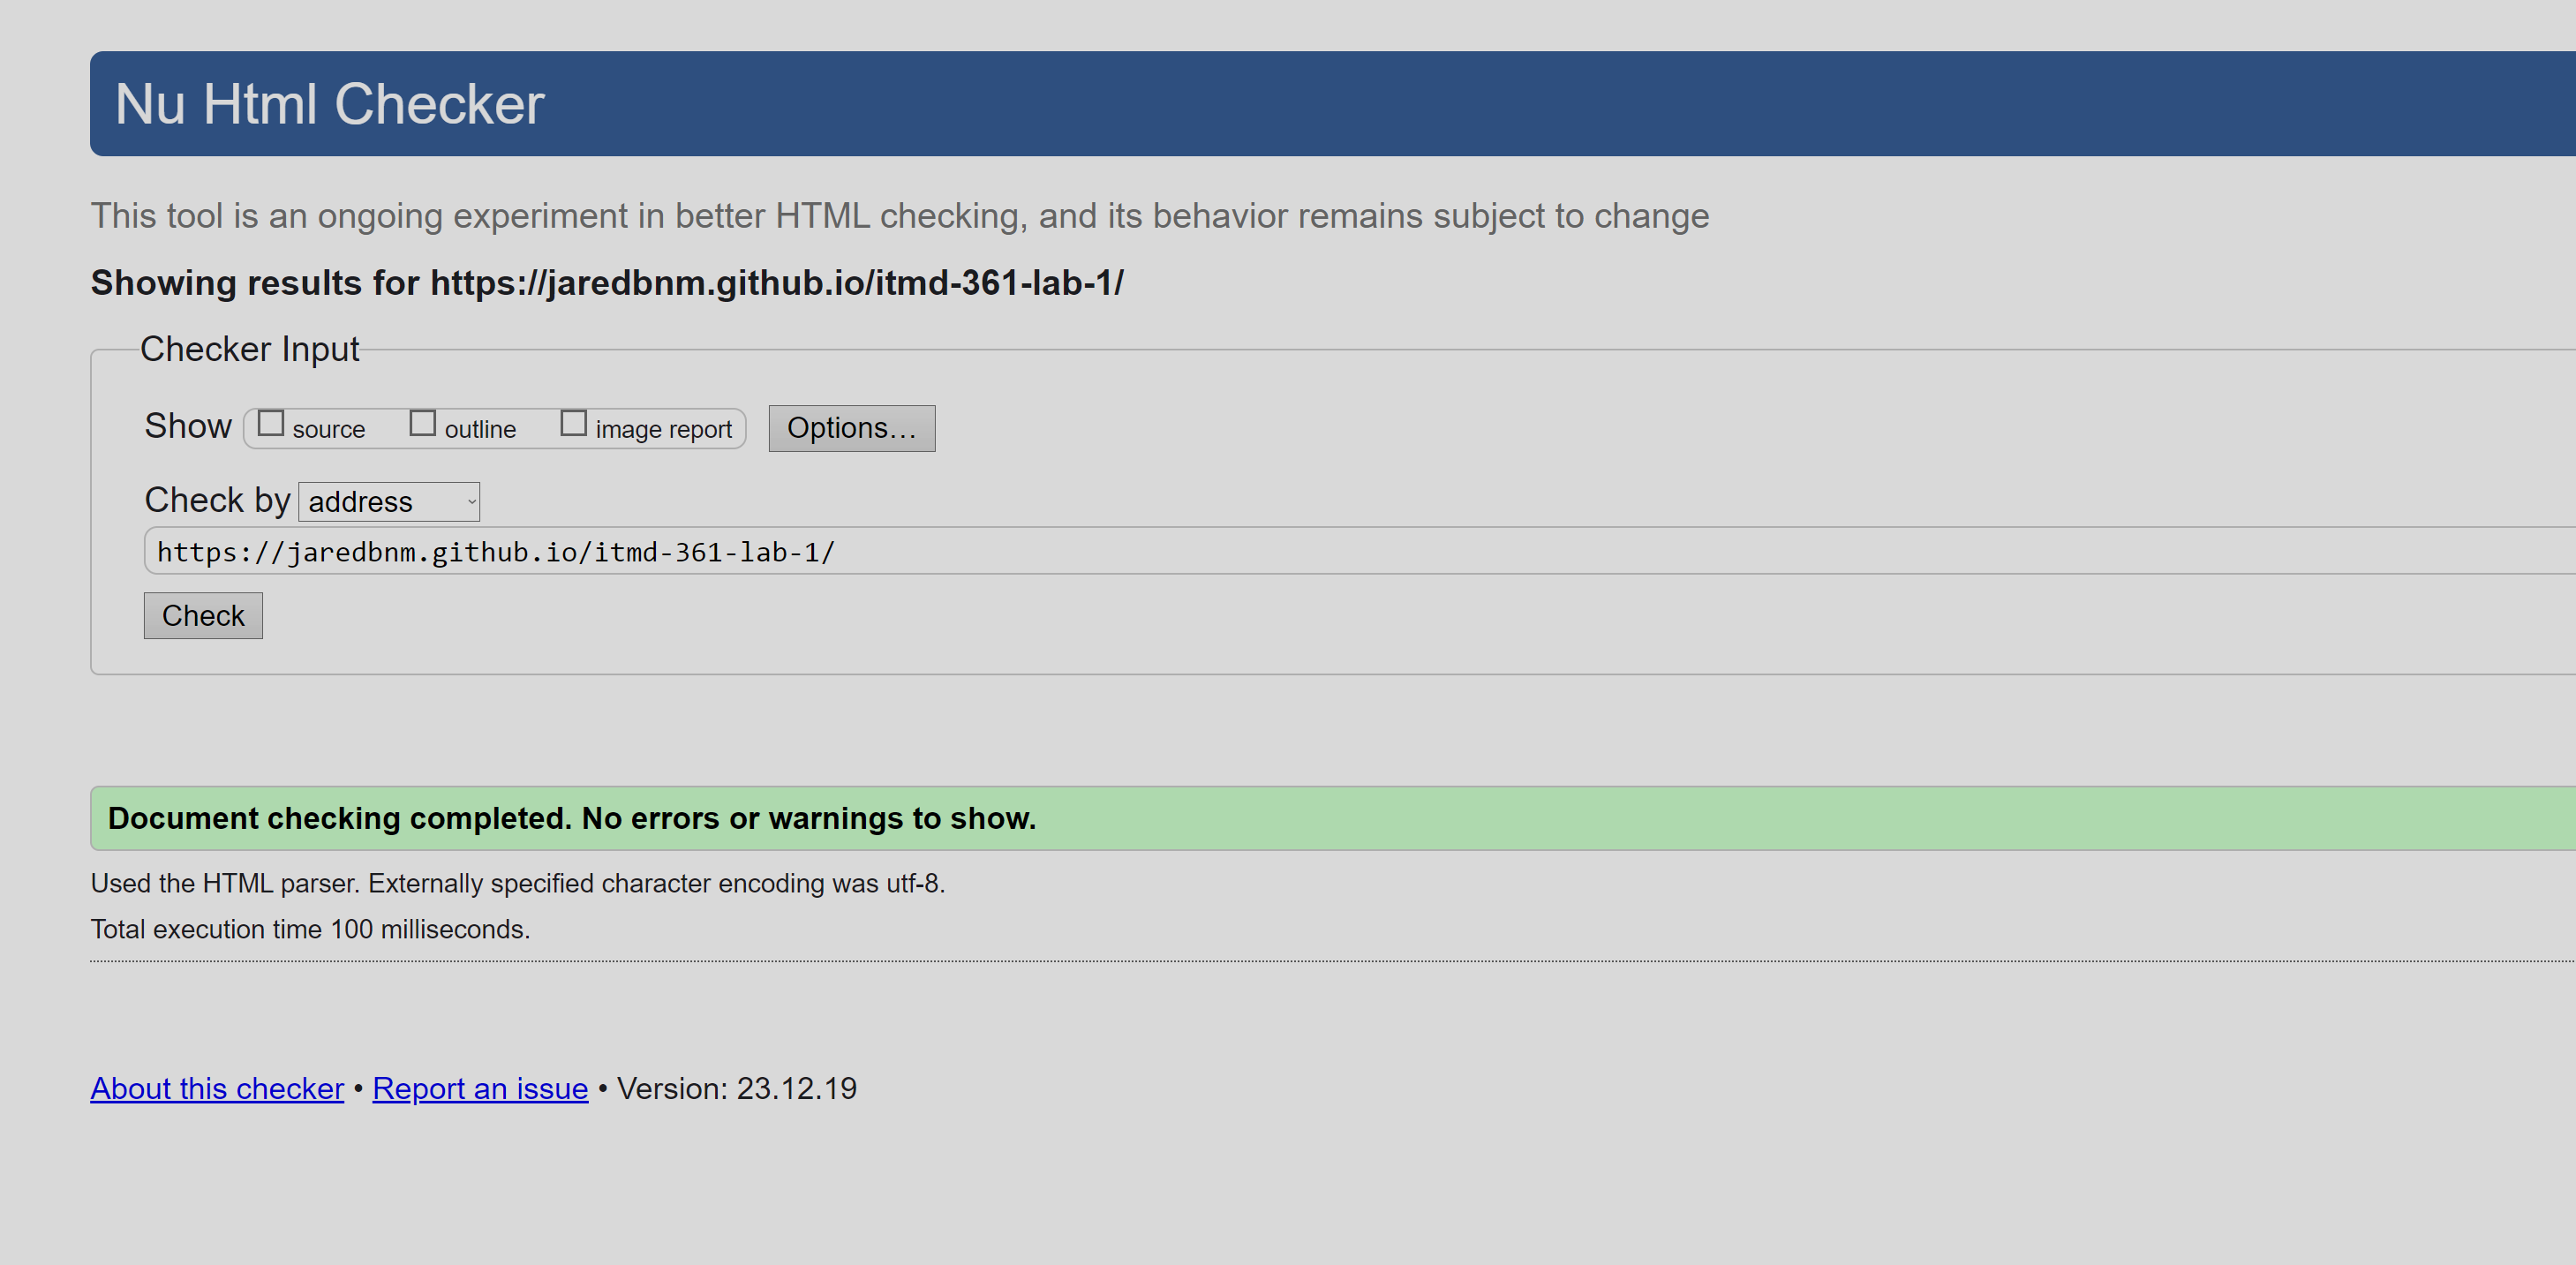 Nu Html Checker
This tool is an ongoing experiment in better HTML checking, and its behavior remains subject to change
Showing results for https://jaredbnm.github.io/itmd-361-lab-1/
Checker Input
Show source outline image report Options...
Check by address
https://jaredbnm.github.io/itmd-361-lab-1/
Check
Document checking completed. No errors or warnings to show.
Used the HTML parser. Externally specified character encoding was utf-8.
Total execution time 100 milliseconds.
About this checker • Report an issue • Version: 23.12.19